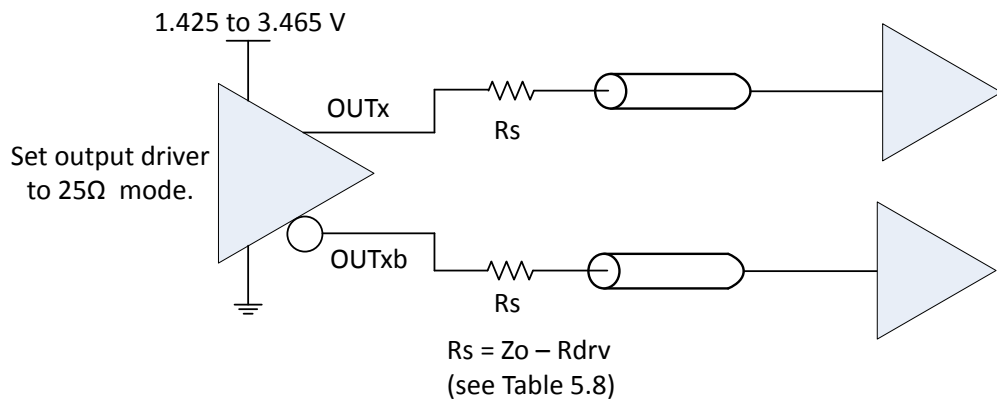 1.425 to 3.465 V
OUTx
Rs
Set output driver
to 25Ω mode.
OUTxb
Rs
Rs = Zo – Rdrv
(see Table 5.8)